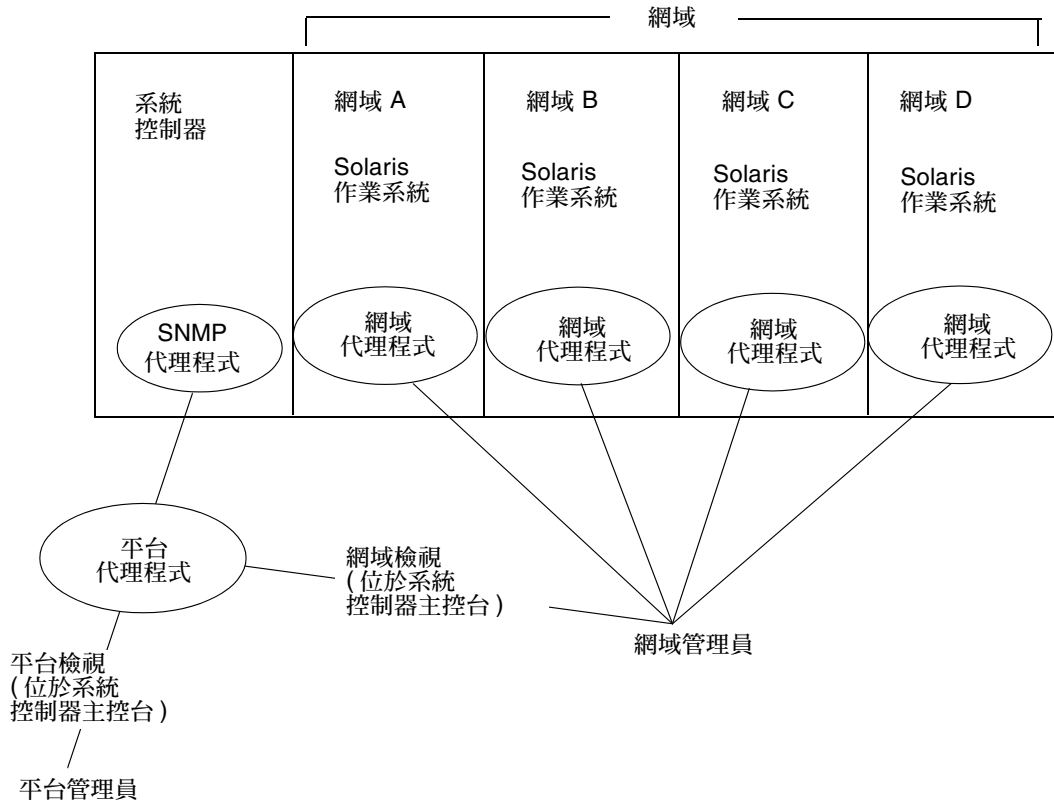 網域
系統
控制器
網域 A
Solaris
作業系統
網域 B
Solaris
作業系統
網域 C
Solaris
作業系統
網域 D
Solaris
作業系統
SNMP
代理程式
網域
代理程式
網域
代理程式
網域
代理程式
網域
代理程式
平台
代理程式
網域檢視
(位於系統
控制器主控台)
網域管理員
平台檢視
(位於系統
控制器主控台)
平台管理員